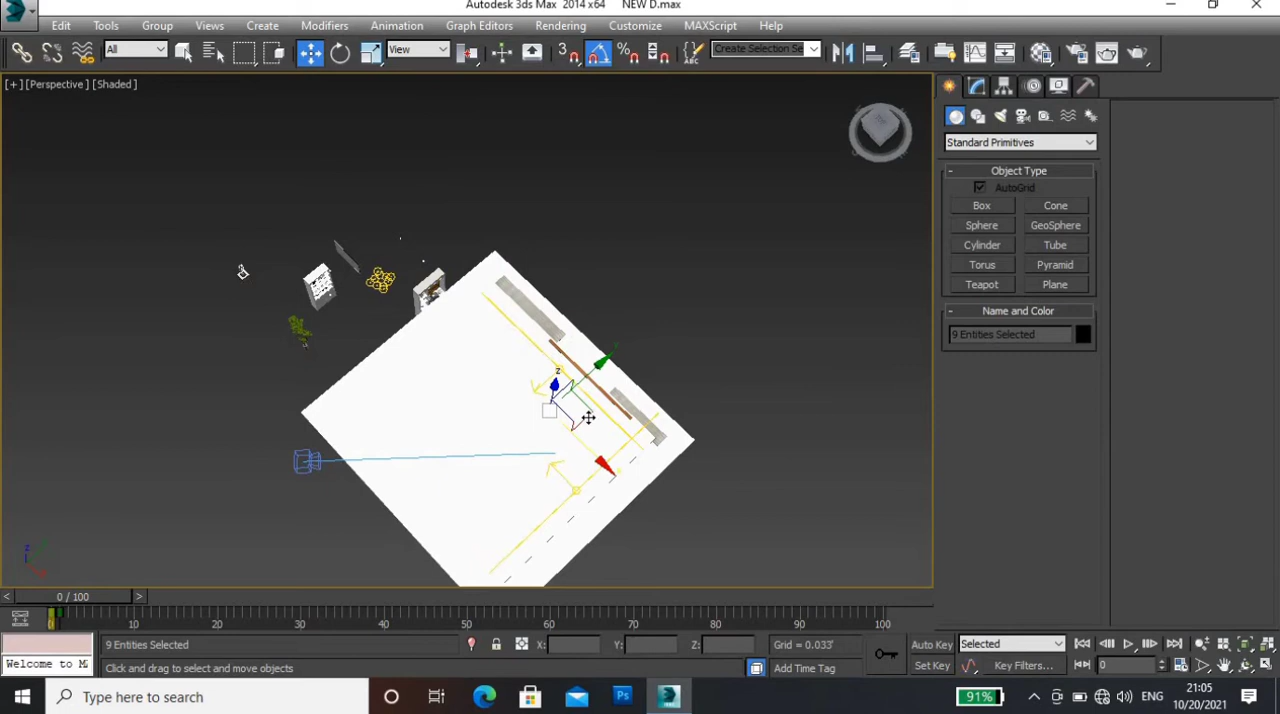 Autodesk 3ds Max 2014 x64 NEW D.max
Edit Tools Group Views Create Modifiers Animation Graph Editors Rendering Customize MAXScript Help
All View 3 Create Selection Se
[+] [Perspective] [Shaded]
Standard Primitives
- Object Type
AutoGrid
Box Cone
Sphere GeoSphere
Cylinder Tube
Torus Pyramid
Teapot Plane
- Name and Color
9 Entities Selected
z
z
< 0 / 100 >
10 20 30 40 50 60 70 80 90 100
9 Entities Selected X: Y: Z: Grid = 0.033' Auto Key Selected
Welcome to M Click and drag to select and move objects Add Time Tag Set Key Key Filters... 0
Type here to search Ps 91% ENG 21:05
10/20/2021